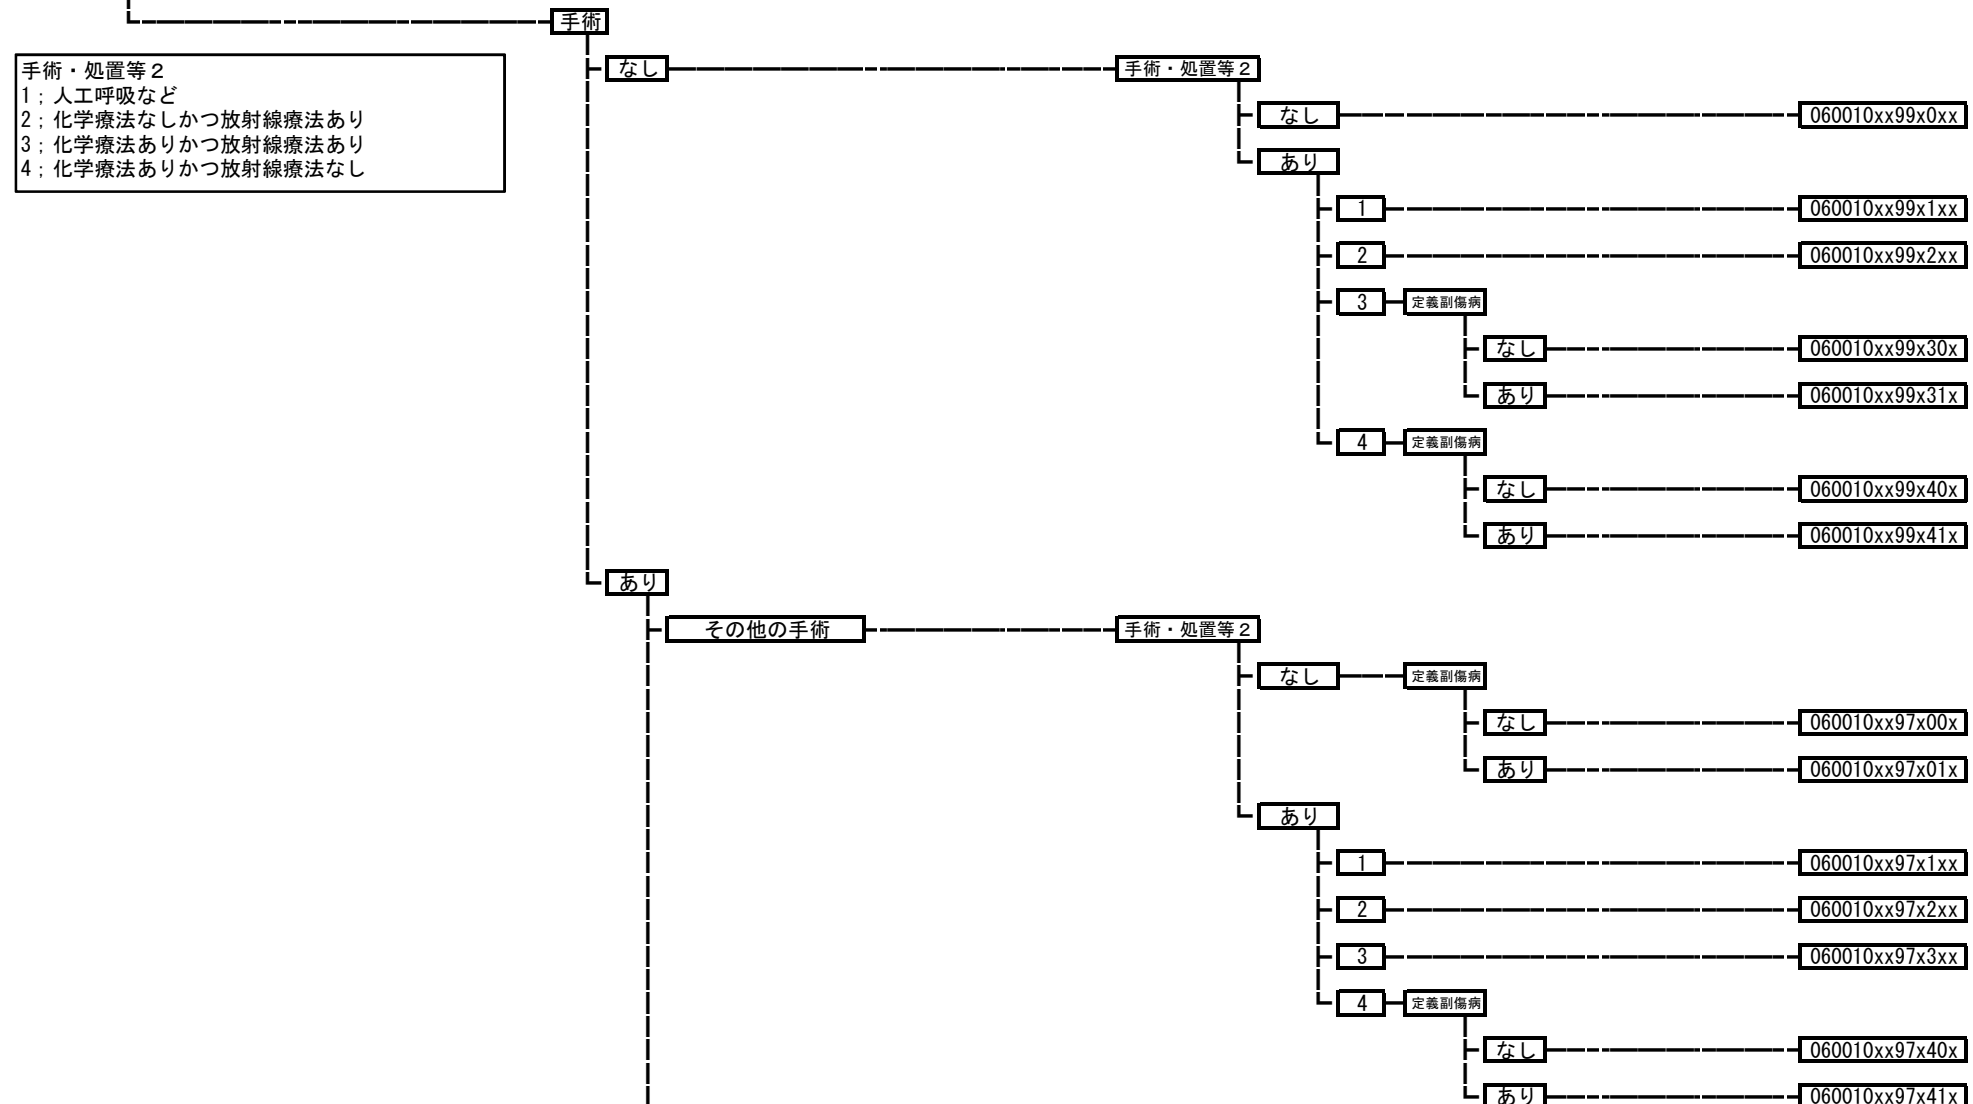 手術
手術・処置等２
1；人工呼吸など
2；化学療法なしかつ放射線療法あり
3；化学療法ありかつ放射線療法あり
4；化学療法ありかつ放射線療法なし
なし 手術・処置等２
なし 060010xx99x0xx
あり
1 060010xx99x1xx
2 060010xx99x2xx
3 定義副傷病
なし 060010xx99x30x
あり 060010xx99x31x
4 定義副傷病
なし 060010xx99x40x
あり 060010xx99x41x
あり
その他の手術 手術・処置等２
なし 定義副傷病
なし 060010xx97x00x
あり 060010xx97x01x
あり
1 060010xx97x1xx
2 060010xx97x2xx
3 060010xx97x3xx
4 定義副傷病
なし 060010xx97x40x
あり 060010xx97x41x